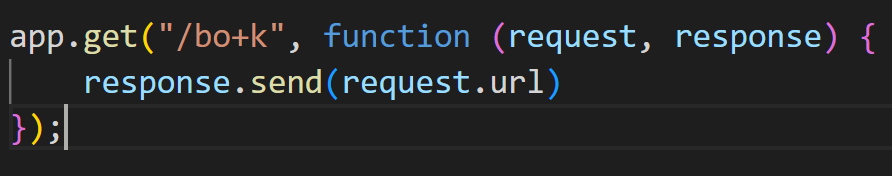 app.get("/bo+k", function (request, response) {
    response.send(request.url)
});